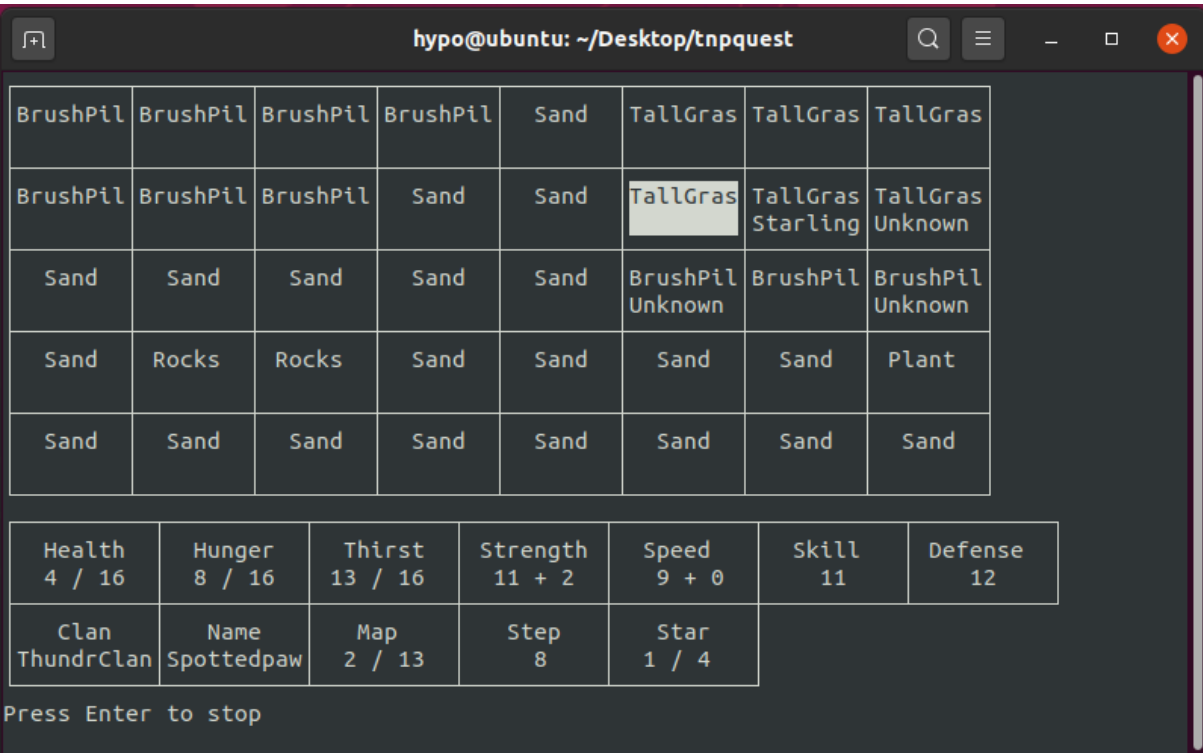 hypo@ubuntu: ~/Desktop/tnpquest
BrushPil BrushPil BrushPil BrushPil Sand TallGras TallGras TallGras
BrushPil BrushPil BrushPil Sand Sand TallGras TallGras TallGras
Starling Unknown
Sand Sand Sand Sand Sand BrushPil BrushPil BrushPil
Unknown Unknown
Sand Rocks Rocks Sand Sand Sand Sand Plant
Sand Sand Sand Sand Sand Sand Sand Sand
Health Hunger Thirst Strength Speed Skill Defense
4 / 16 8 / 16 13 / 16 11 + 2 9 + 0 11 12
Clan Name Map Step Star
ThundrClan Spottedpaw 2 / 13 8 1 / 4
Press Enter to stop